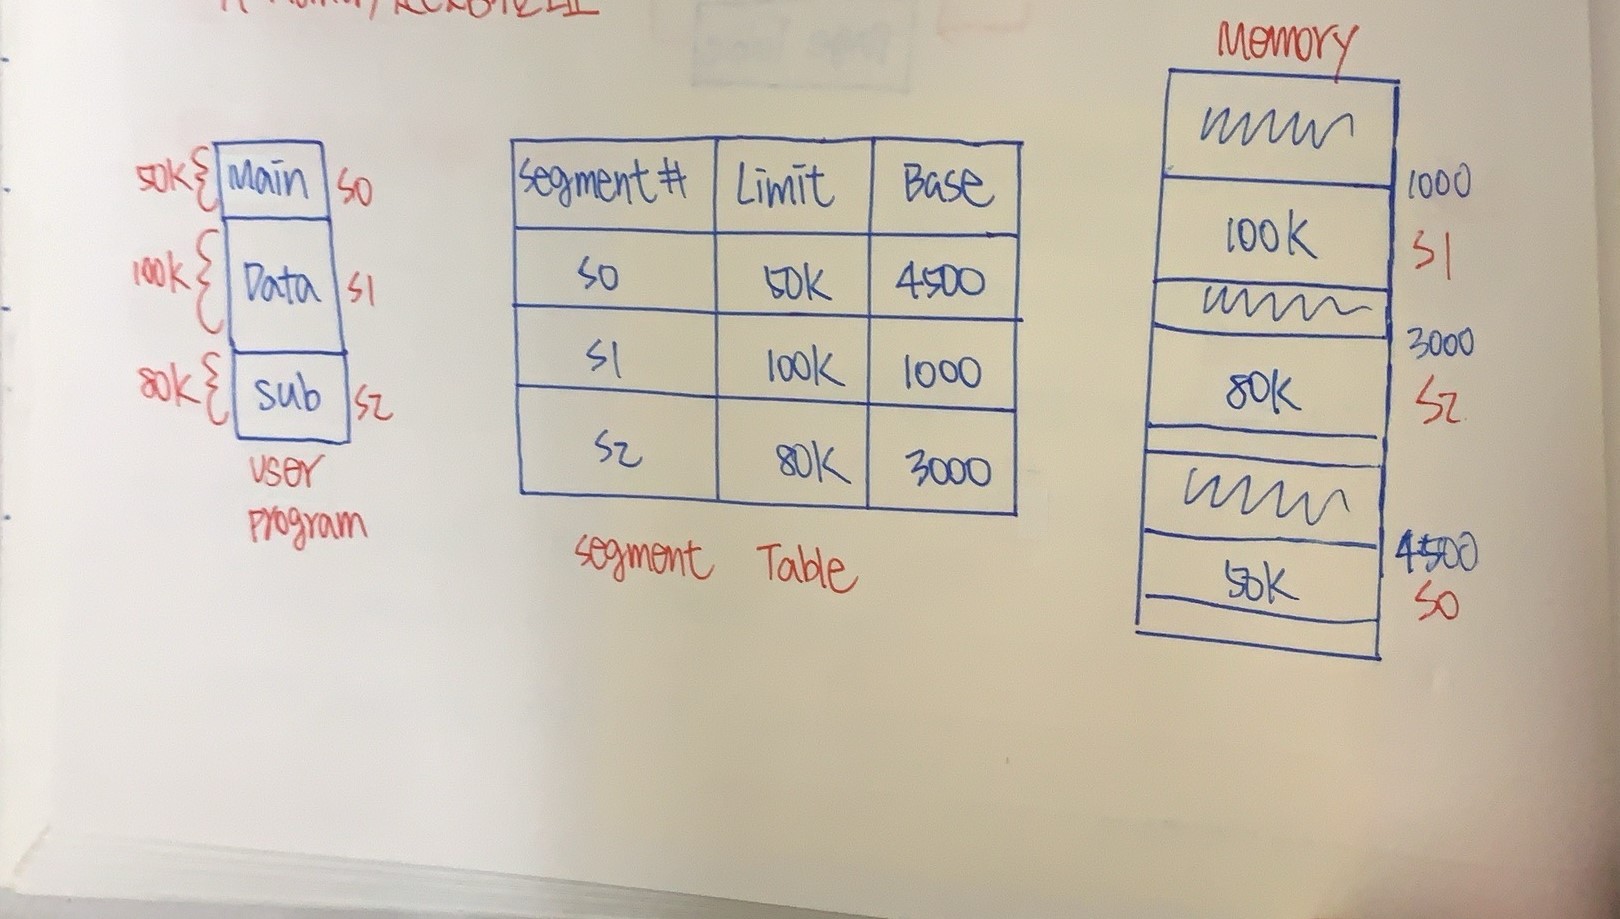 Memory
50K { Main S0
100K { Data S1
80K { Sub S2
user
program
Segment# Limit Base
S0 50K 4500
S1 100K 1000
S2 80K 3000
Segment Table
1000
100K S1
3000
80K S2
4500
50K S0